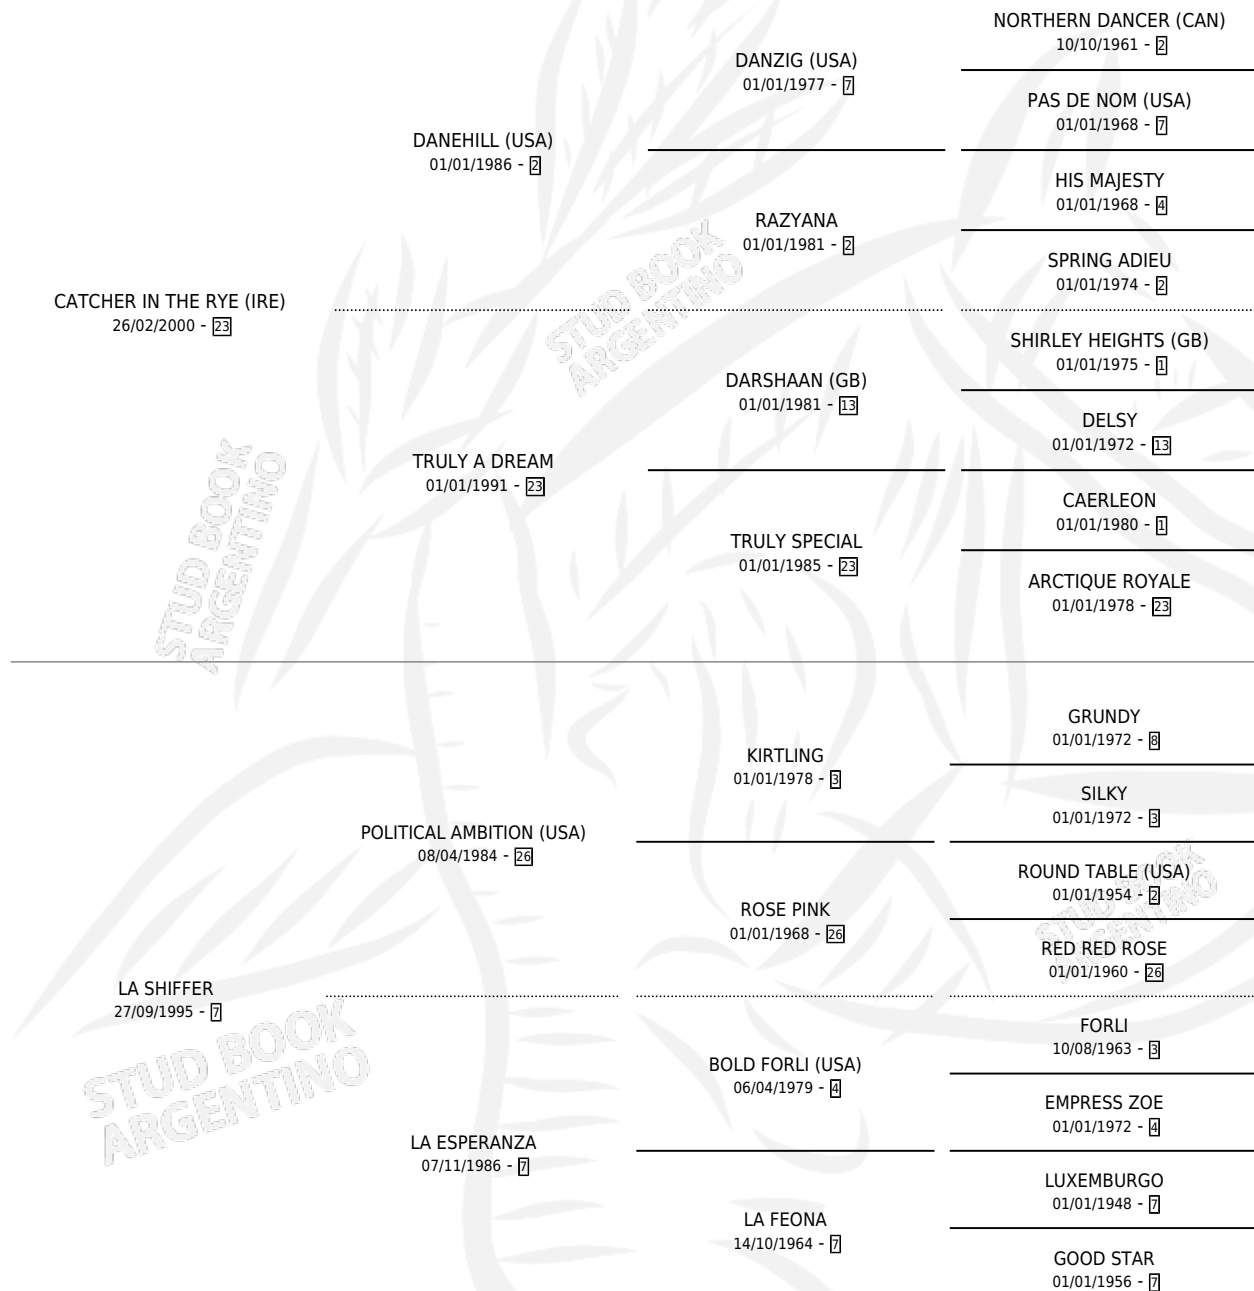 NORTHERN DANCER (CAN)
10/10/1961 - 2
DANZIG (USA)
01/01/1977 - 7
PAS DE NOM (USA)
01/01/1968 - 7
DANEHILL (USA)
01/01/1986 - 2
HIS MAJESTY
01/01/1968 - 4
RAZYANA
01/01/1981 - 2
SPRING ADIEU
01/01/1974 - 2
CATCHER IN THE RYE (IRE)
26/02/2000 - 23
SHIRLEY HEIGHTS (GB)
01/01/1975 - 1
DARSHAAN (GB)
01/01/1981 - 13
DELSY
01/01/1972 - 13
TRULY A DREAM
01/01/1991 - 23
CAERLEON
01/01/1980 - 1
TRULY SPECIAL
01/01/1985 - 23
ARCTIQUE ROYALE
01/01/1978 - 23
GRUNDY
01/01/1972 - 8
KIRTLING
01/01/1978 - 3
SILKY
01/01/1972 - 3
POLITICAL AMBITION (USA)
08/04/1984 - 26
ROUND TABLE (USA)
01/01/1954 - 2
ROSE PINK
01/01/1968 - 26
RED RED ROSE
01/01/1960 - 26
LA SHIFFER
27/09/1995 - 7
FORLI
10/08/1963 - 3
BOLD FORLI (USA)
06/04/1979 - 4
EMPRESS ZOE
01/01/1972 - 4
LA ESPERANZA
07/11/1986 - 7
LUXEMBURGO
01/01/1948 - 7
LA FEONA
14/10/1964 - 7
GOOD STAR
01/01/1956 - 7
STUD BOOK
ARGENTINO
STUD BOOK
ARGENTINO
STUD BOOK
ARGENTINO
STUD BOOK
ARGENTINO